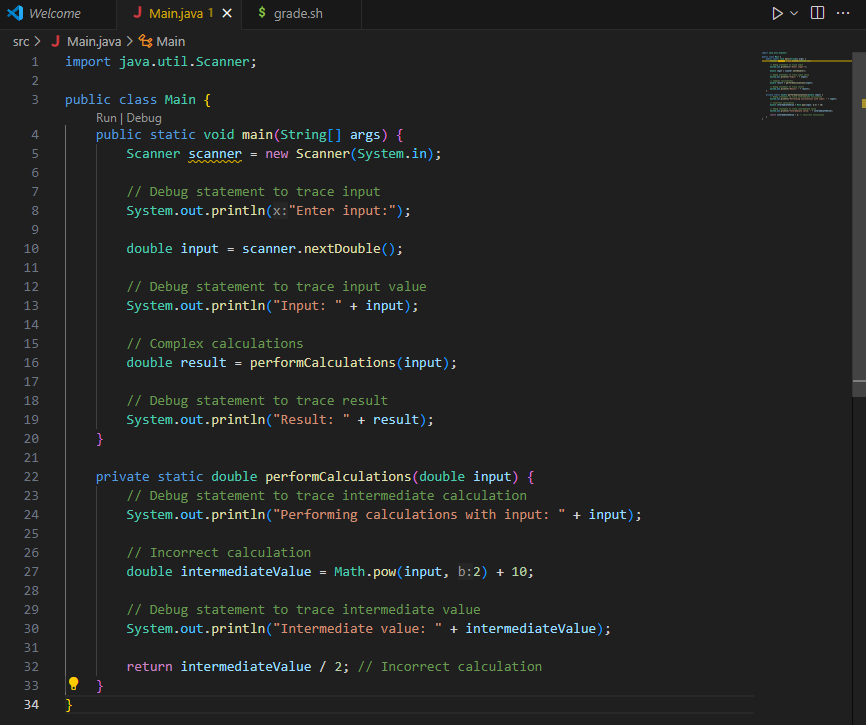 Welcome
Main.java 1
$ grade.sh
src > Main.java > Main
1 import java.util.Scanner;
2
3 public class Main {
Run | Debug
4 public static void main(String[] args) {
5 Scanner scanner = new Scanner(System.in);
6
7 // Debug statement to trace input
8 System.out.println(x:"Enter input:");
9
10 double input = scanner.nextDouble();
11
12 // Debug statement to trace input value
13 System.out.println("Input: " + input);
14
15 // Complex calculations
16 double result = performCalculations(input);
17
18 // Debug statement to trace result
19 System.out.println("Result: " + result);
20 }
21
22 private static double performCalculations(double input) {
23 // Debug statement to trace intermediate calculation
24 System.out.println("Performing calculations with input: " + input);
25
26 // Incorrect calculation
27 double intermediateValue = Math.pow(input, b:2) + 10;
28
29 // Debug statement to trace intermediate value
30 System.out.println("Intermediate value: " + intermediateValue);
31
32 return intermediateValue / 2; // Incorrect calculation
33 }
34 }